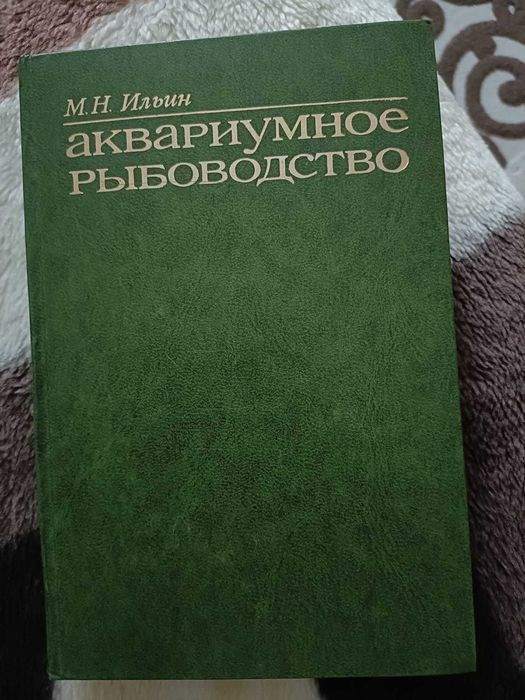 М.Н. Ильин
аквариумное
рыбоводство